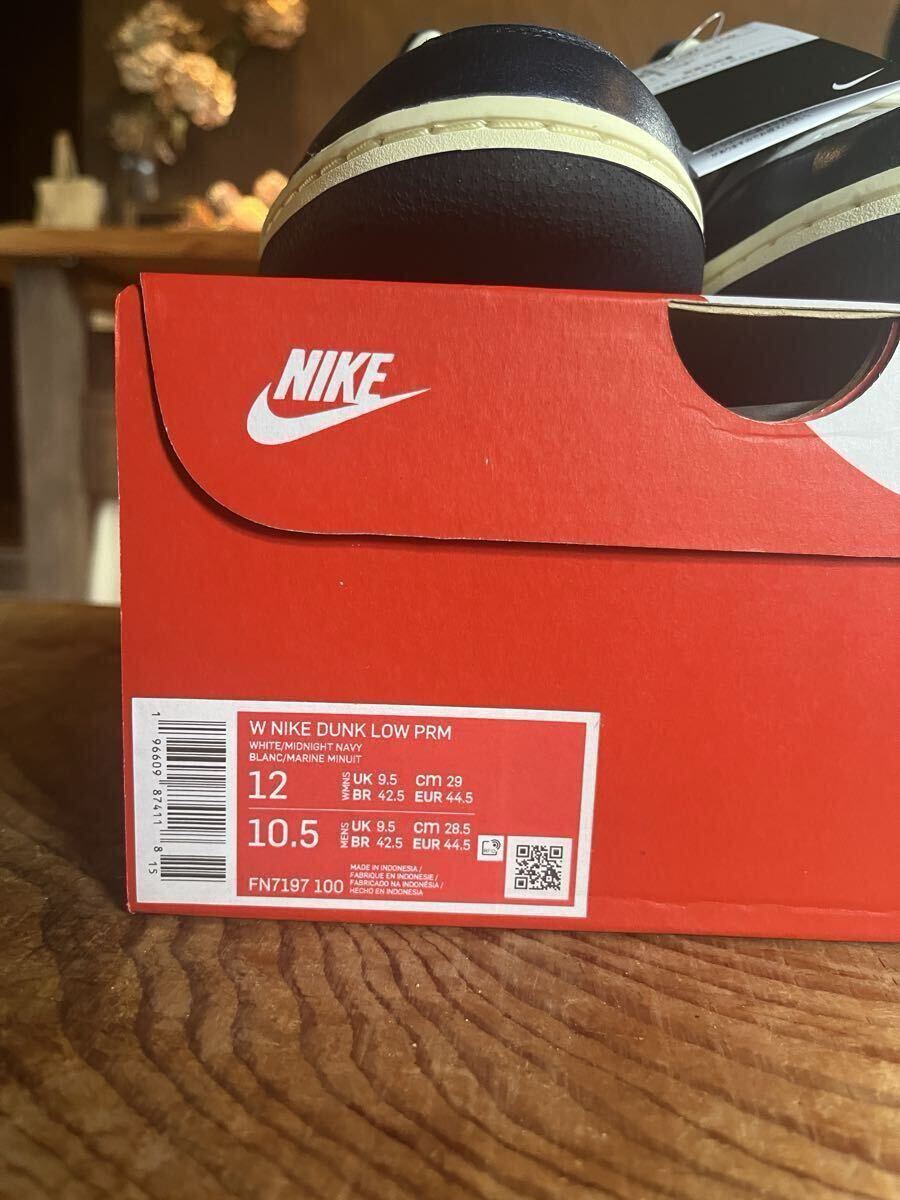 NIKE
W NIKE DUNK LOW PRM
WHITE/MIDNIGHT NAVY
BLANC/MARINE MINUIT
12 WMNS UK 9.5 cm 29
BR 42.5 EUR 44.5
10.5 MENS UK 9.5 cm 28.5
BR 42.5 EUR 44.5
FN7197 100
MADE IN INDONESIA /
FABRIQUE EN INDONESIE /
FABRICADO NA INDONÉSIA /
HECHO EN INDONESIA
1 96609 87411 8 15